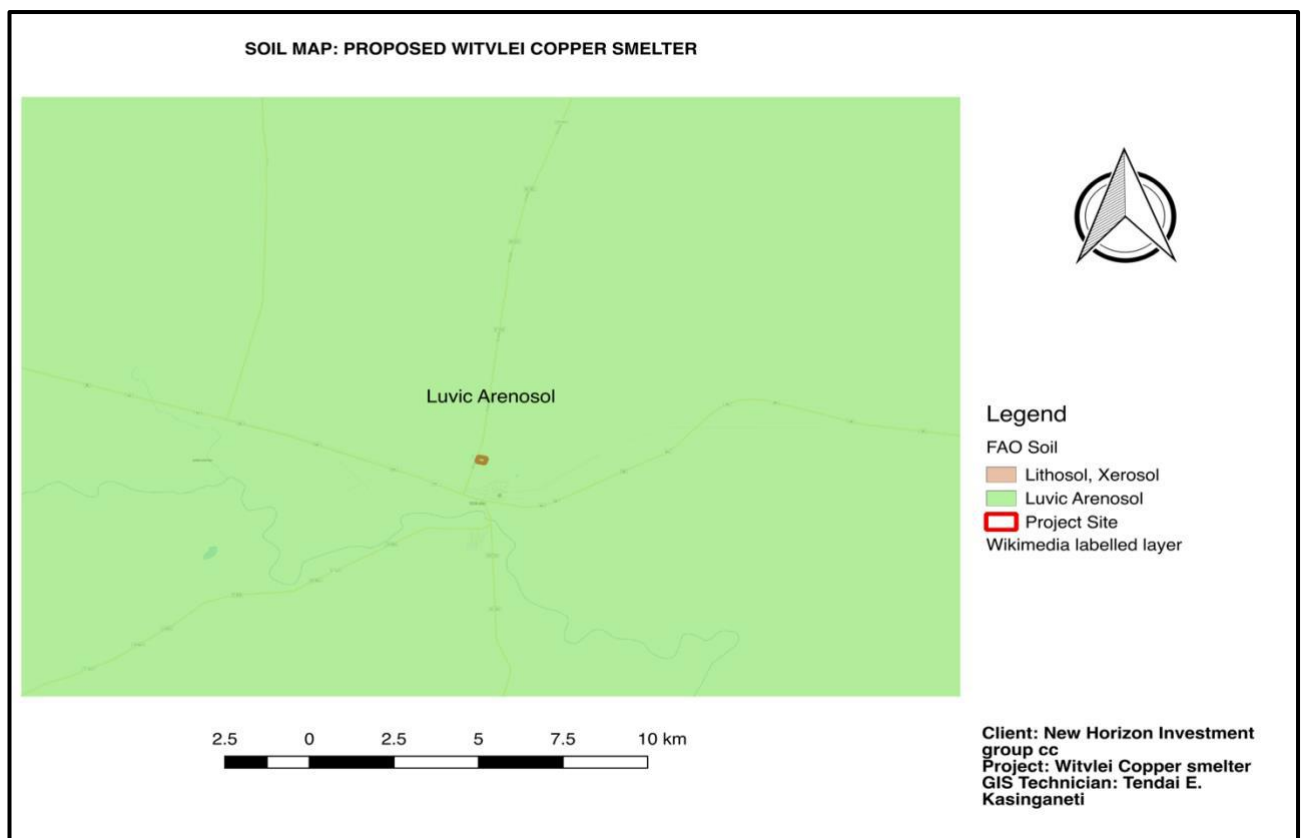 SOIL MAP: PROPOSED WITVLEI COPPER SMELTER
Luvic Arenosol
Legend
FAO Soil
Lithosol, Xerosol
Luvic Arenosol
Project Site
Wikimedia labelled layer
2.5 0 2.5 5 7.5 10 km
Client: New Horizon Investment
group cc
Project: Witvlei Copper smelter
GIS Technician: Tendai E.
Kasinganeti